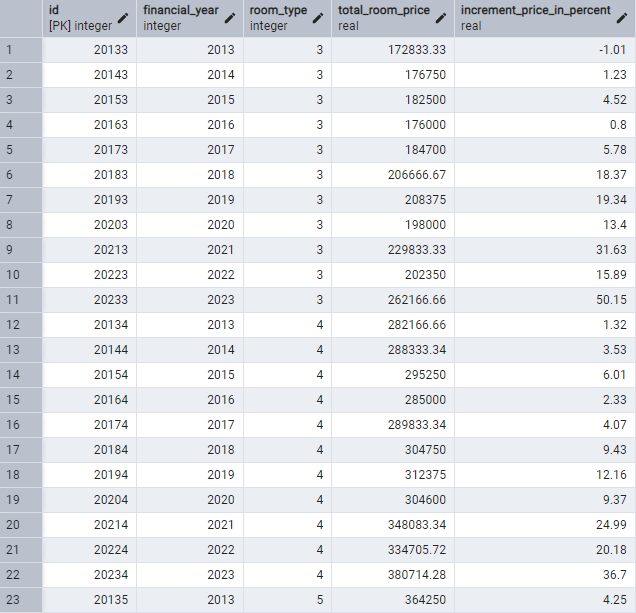 id financial_year room_type total_room_price increment_price_in_percent
[PK] integer integer integer real real
1 20133 2013 3 172833.33 -1.01
2 20143 2014 3 176750 1.23
3 20153 2015 3 182500 4.52
4 20163 2016 3 176000 0.8
5 20173 2017 3 184700 5.78
6 20183 2018 3 206666.67 18.37
7 20193 2019 3 208375 19.34
8 20203 2020 3 198000 13.4
9 20213 2021 3 229833.33 31.63
10 20223 2022 3 202350 15.89
11 20233 2023 3 262166.66 50.15
12 20134 2013 4 282166.66 1.32
13 20144 2014 4 288333.34 3.53
14 20154 2015 4 295250 6.01
15 20164 2016 4 285000 2.33
16 20174 2017 4 289833.34 4.07
17 20184 2018 4 304750 9.43
18 20194 2019 4 312375 12.16
19 20204 2020 4 304600 9.37
20 20214 2021 4 348083.34 24.99
21 20224 2022 4 334705.72 20.18
22 20234 2023 4 380714.28 36.7
23 20135 2013 5 364250 4.25